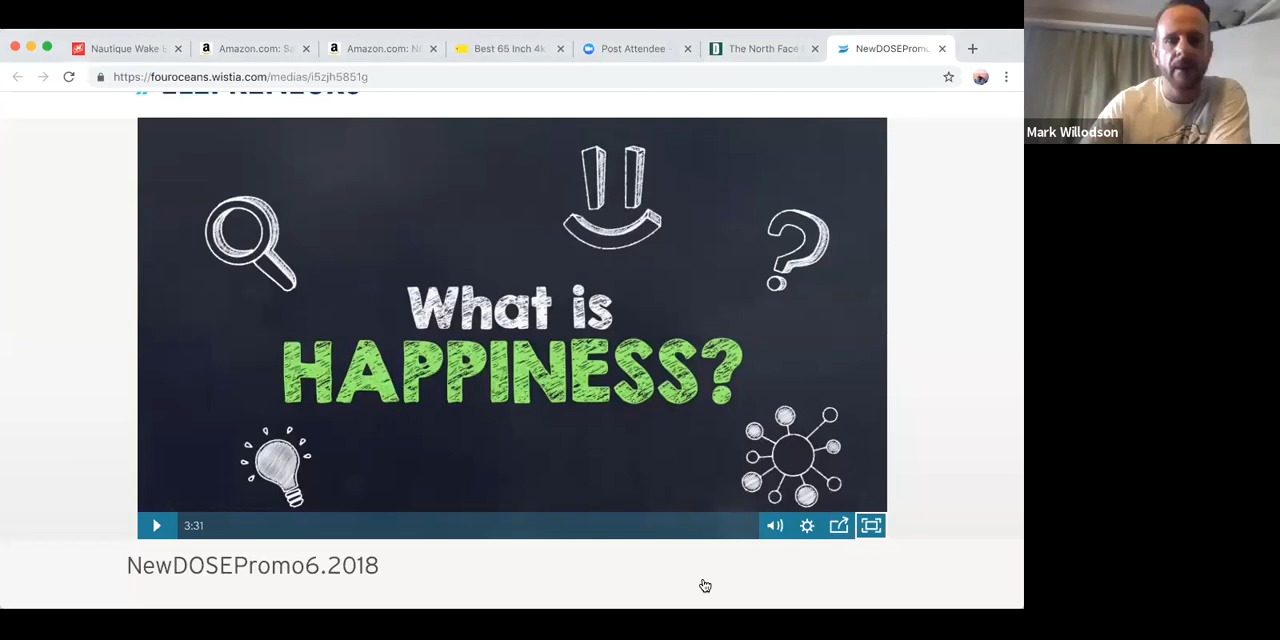 Nautique Wake
Amazon.com: Sa
Amazon.com: Na
Best 65 Inch 4k
Post Attendee -
The North Face
NewDOSEPromo
https://fouroceans.wistia.com/medias/i5zjh5851g
Mark Willodson
What is
HAPPINESS?
3:31
NewDOSEPromo6.2018